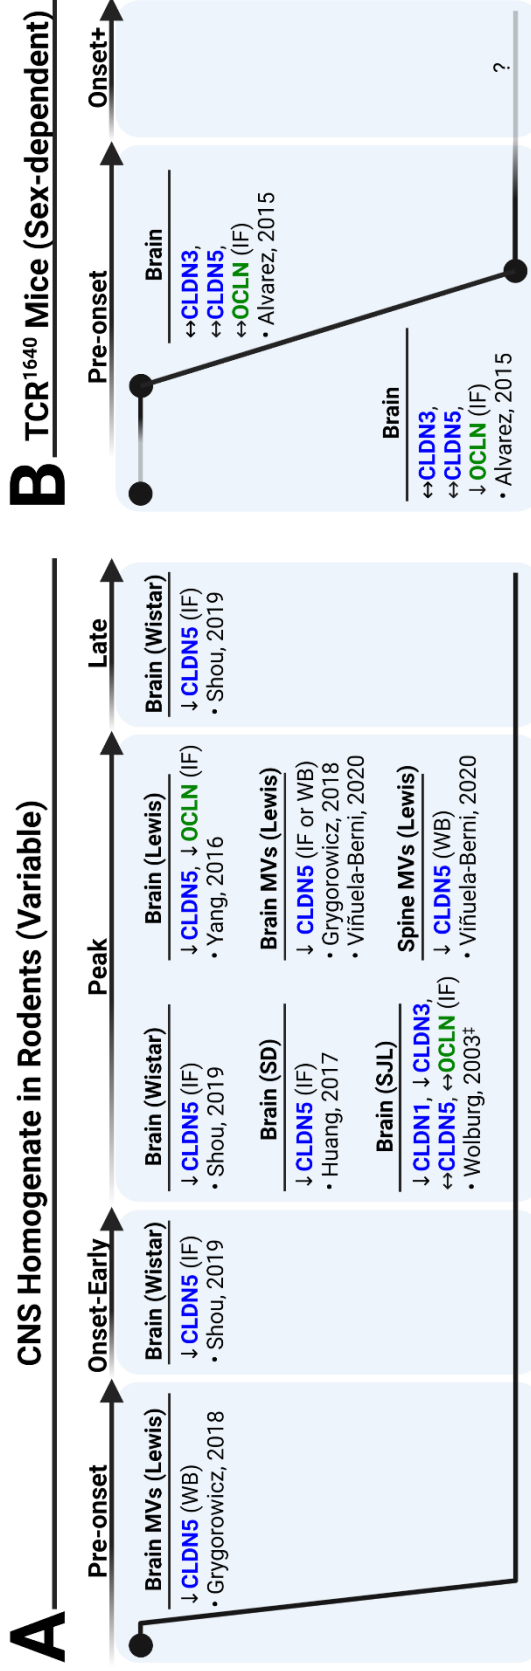 A
CNS Homogenate in Rodents (Variable)
Pre-onset
Onset-Early
Peak
Late
Brain MVs (Lewis)
↓CLDN5 (WB)
• Grygorowicz, 2018
Brain (Wistar)
↓CLDN5 (IF)
• Shou, 2019
Brain (Wistar)
↓CLDN5 (IF)
• Shou, 2019
Brain (SD)
↓CLDN5 (IF)
• Huang, 2017
Brain (SJL)
↓CLDN1, ↓CLDN3,
↔CLDN5, ↔OCLN (IF)
• Wolburg, 2003‡
Brain (Lewis)
↓CLDN5, ↓OCLN (IF)
• Yang, 2016
Brain MVs (Lewis)
↓ CLDN5 (IF or WB)
• Grygorowicz, 2018
• Viñuela-Berni, 2020
Spine MVs (Lewis)
↓ CLDN5 (WB)
• Viñuela-Berni, 2020
Brain (Wistar)
↓CLDN5 (IF)
• Shou, 2019
B
TCR1640 Mice (Sex-dependent)
Pre-onset
Onset+
Brain
↔CLDN3,
↔CLDN5,
↔OCLN (IF)
• Alvarez, 2015
Brain
↔CLDN3,
↔CLDN5,
↓OCLN (IF)
• Alvarez, 2015
?